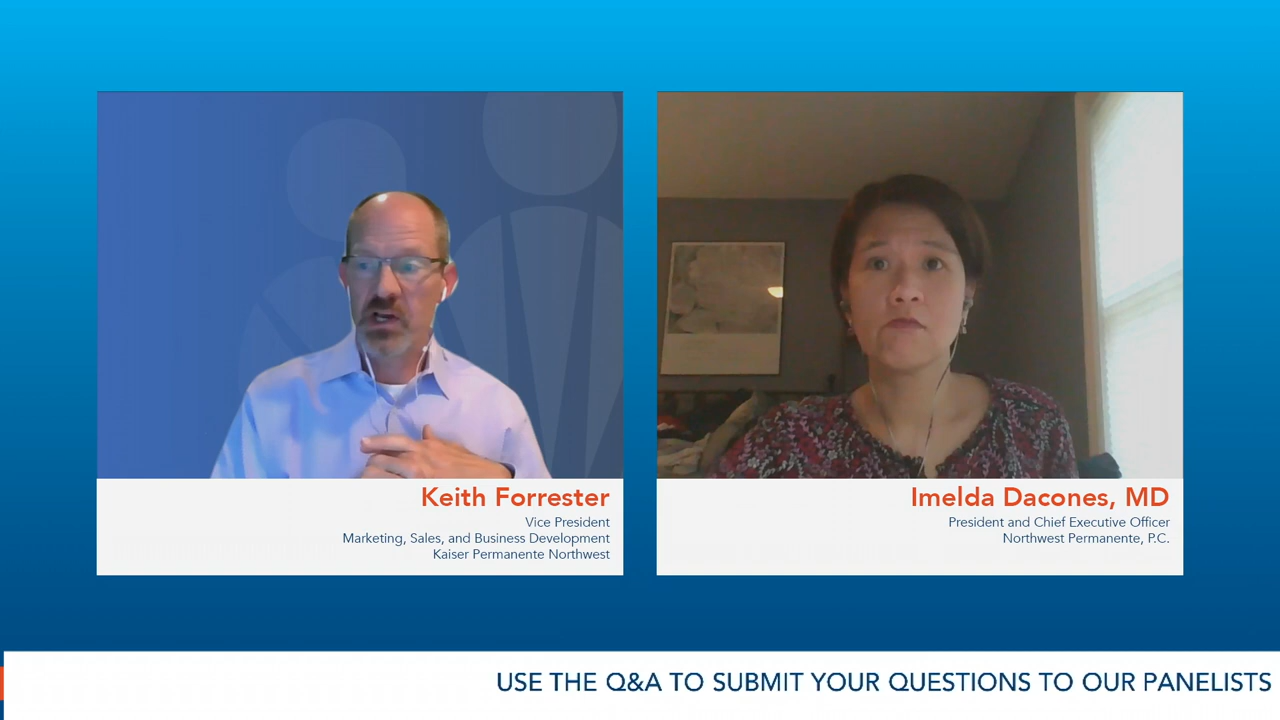 Keith Forrester
Vice President
Marketing, Sales, and Business Development
Kaiser Permanente Northwest
Imelda Dacones, MD
President and Chief Executive Officer
Northwest Permanente, P.C.
USE THE Q&A TO SUBMIT YOUR QUESTIONS TO OUR PANELISTS